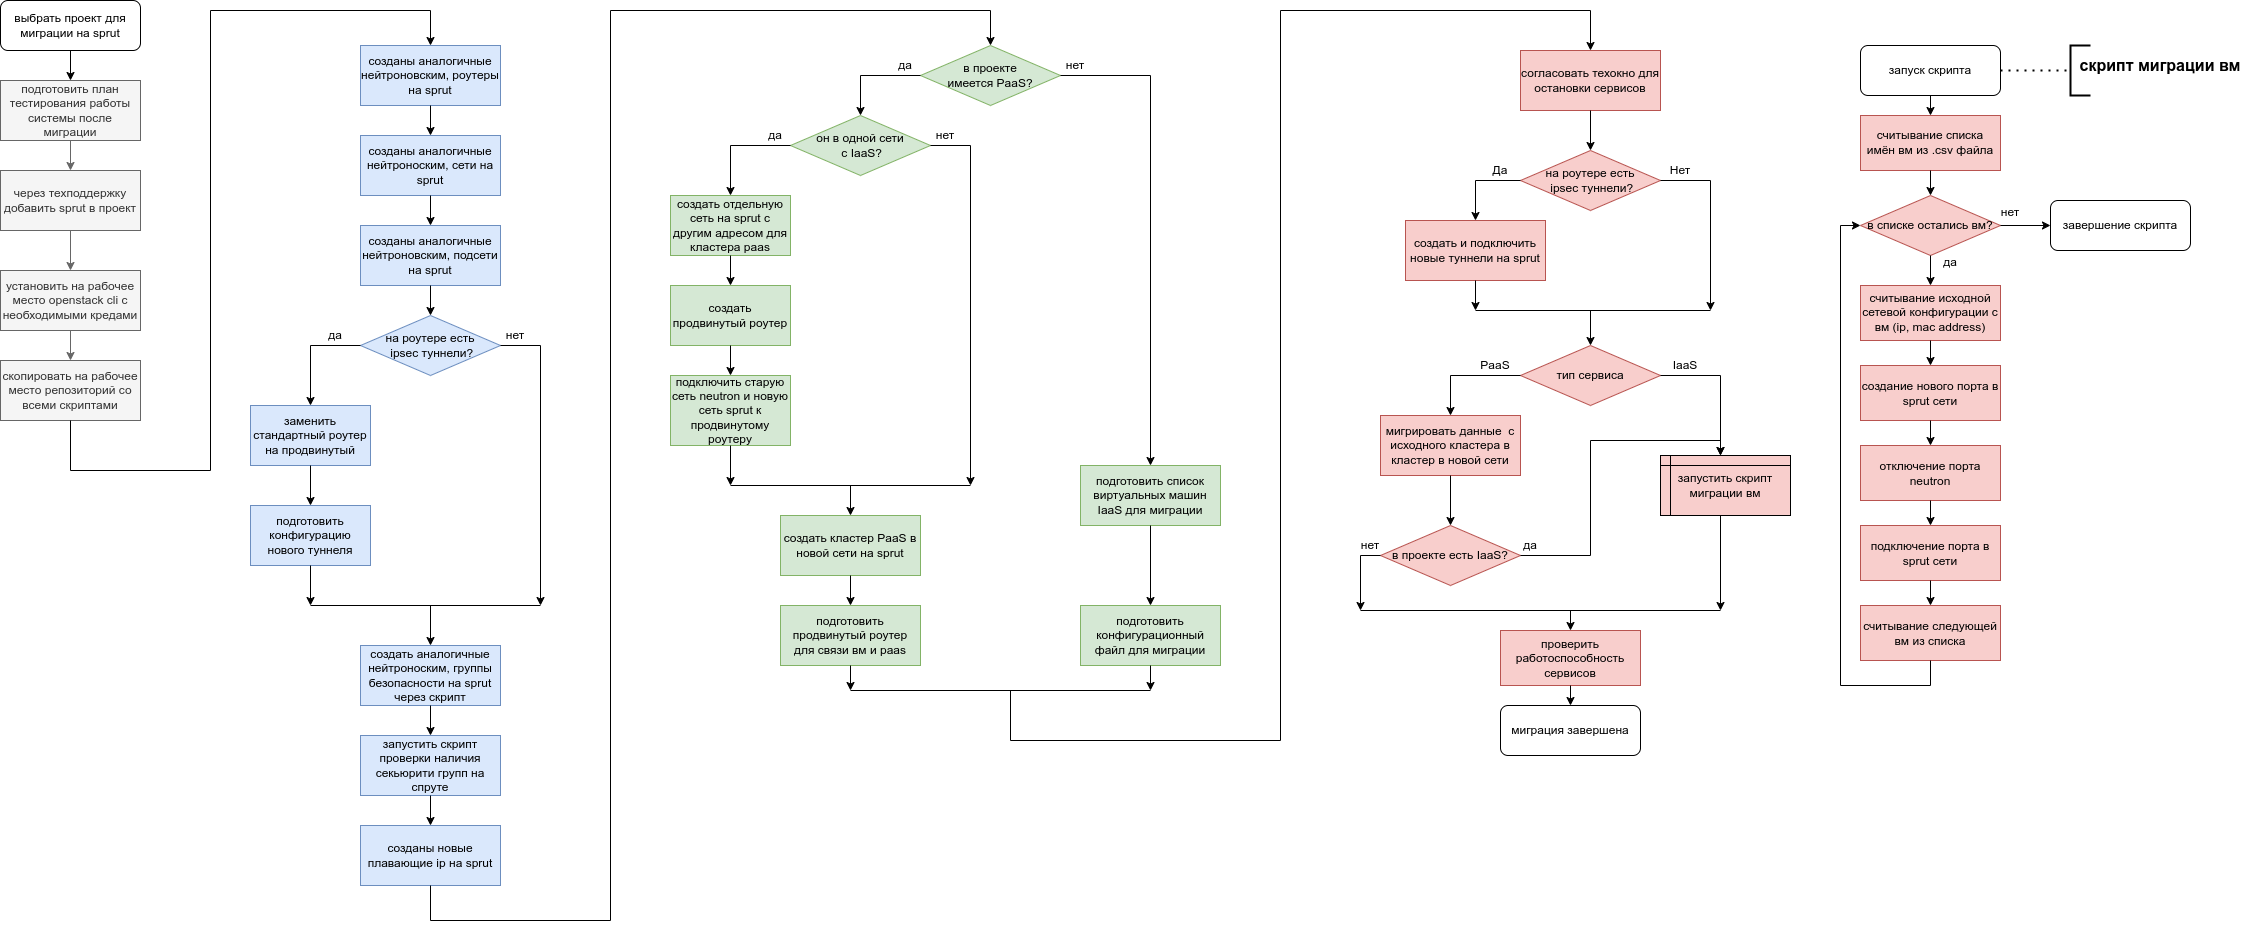 выбрать проект для
миграции на sprut
подготовить план
тестирования работы
системы после
миграции
через техподдержку
добавить sprut в проект
установить на рабочее
место openstack cli с
необходимыми кредами
скопировать на рабочее
место репозиторий со
всеми скриптами
созданы аналогичные
нейтроновским, роутеры
на sprut
созданы аналогичные
нейтроноским, сети на
sprut
созданы аналогичные
нейтроновским, подсети
на sprut
на роутере есть
ipsec туннели?
да
нет
заменить
стандартный роутер
на продвинутый
подготовить
конфигурацию
нового туннеля
создать аналогичные
нейтроноским, группы
безопасности на sprut
через скрипт
запустить скрипт
проверки наличия
секьюрити групп на
спруте
созданы новые
плавающие ip на sprut
в проекте
имеется PaaS?
да
нет
он в одной сети
с IaaS?
да
нет
создать отдельную
сеть на sprut с
другим адресом для
кластера paas
создать
продвинутый роутер
подключить старую
сеть neutron и новую
сеть sprut к
продвинутому
роутеру
создать кластер PaaS в
новой сети на sprut
подготовить
продвинутый роутер
для связи вм и paas
подготовить список
виртуальных машин
IaaS для миграции
подготовить
конфигурационный
файл для миграции
согласовать техокно для
остановки сервисов
на роутере есть
ipsec туннели?
Да
Нет
создать и подключить
новые туннели на sprut
тип сервиса
PaaS
IaaS
мигрировать данные с
исходного кластера в
кластер в новой сети
запустить скрипт
миграции вм
в проекте есть IaaS?
нет
да
проверить
работоспособность
сервисов
миграция завершена
запуск скрипта
скрипт миграции вм
считывание списка
имён вм из .csv файла
в списке остались вм?
нет
завершение скрипта
да
считывание исходной
сетевой конфигурации с
вм (ip, mac address)
создание нового порта в
sprut сети
отключение порта
neutron
подключение порта в
sprut сети
считывание следующей
вм из списка